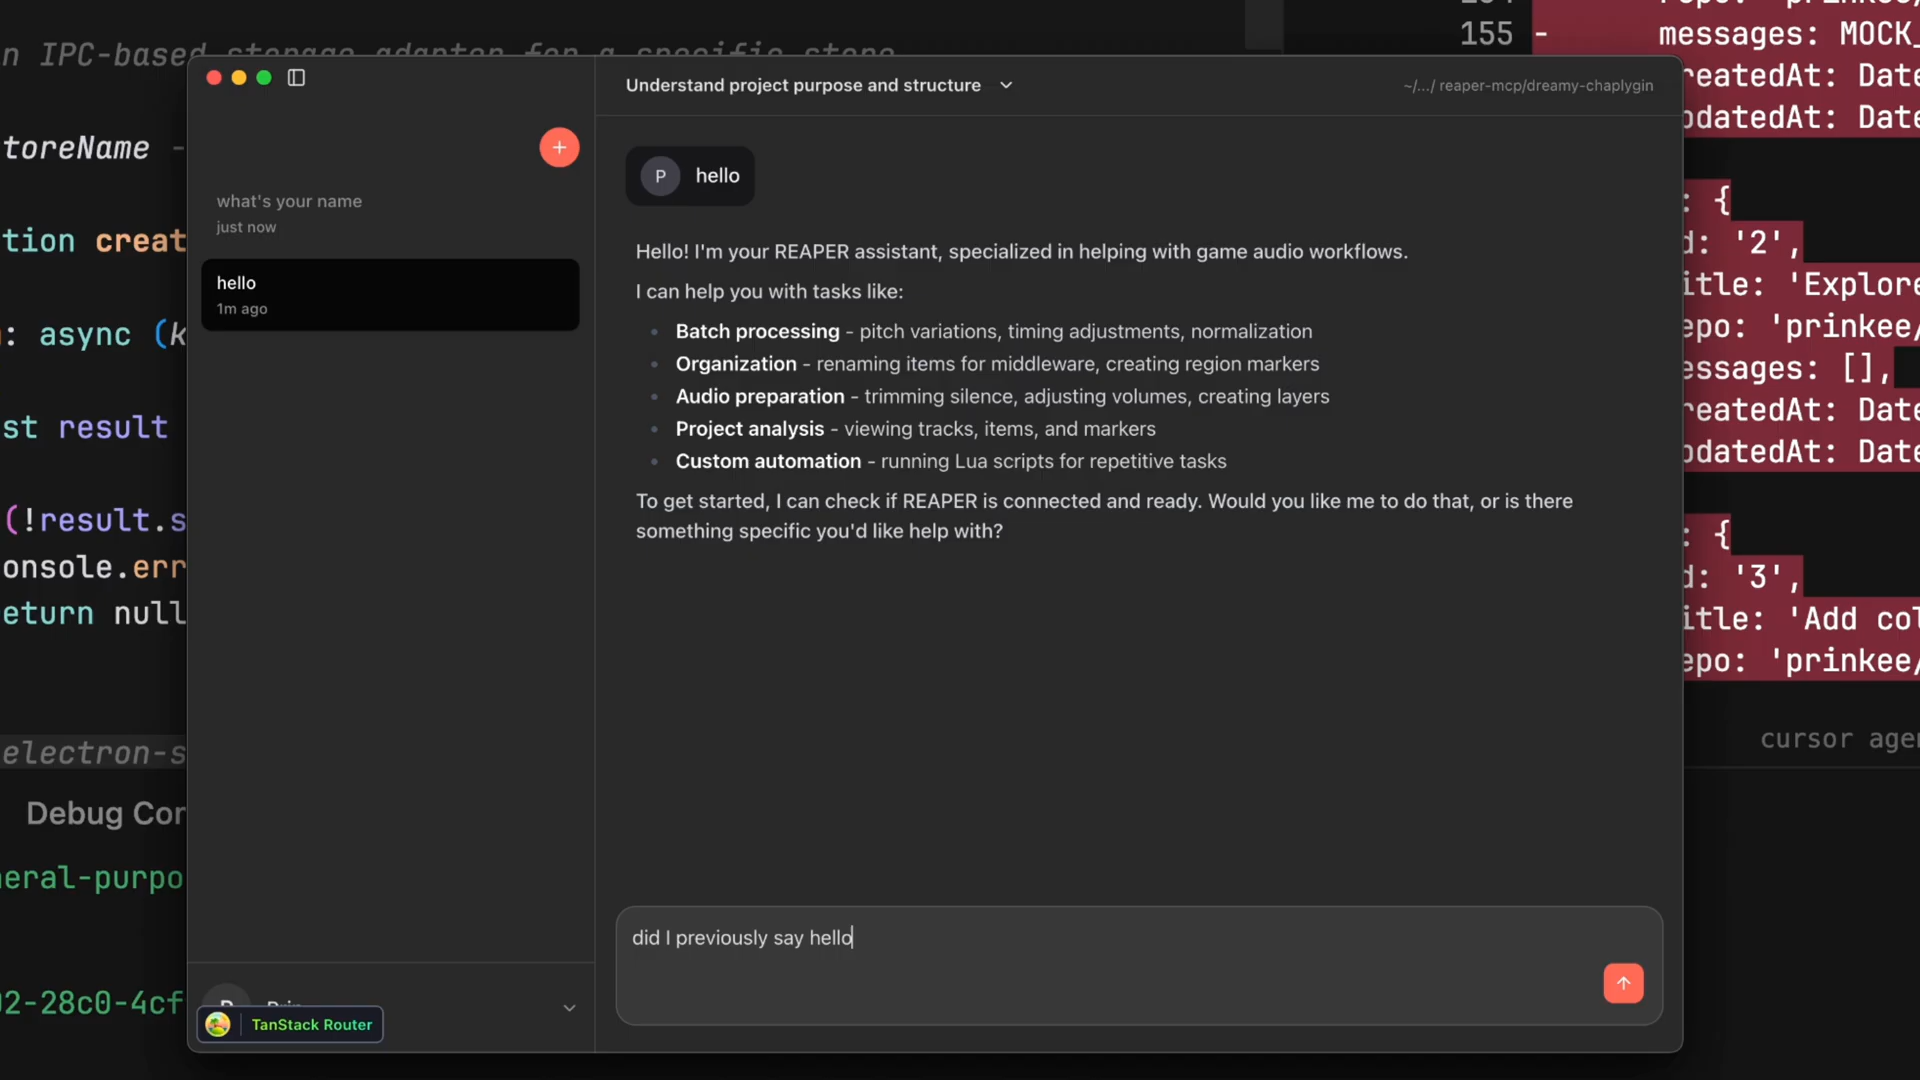 n IPC-based storage adapter for a specific store
toreName -
tion creat
: async (k
st result
(!result.s
onsole.err
eturn null
electron-s
Debug Cor
neral-purpo
02-28c0-4cf
what's your name
just now
hello
1m ago
Prin
TanStack Router
Understand project purpose and structure
~/.../ reaper-mcp/dreamy-chaplygin
P hello
Hello! I'm your REAPER assistant, specialized in helping with game audio workflows.
I can help you with tasks like:
• Batch processing - pitch variations, timing adjustments, normalization
• Organization - renaming items for middleware, creating region markers
• Audio preparation - trimming silence, adjusting volumes, creating layers
• Project analysis - viewing tracks, items, and markers
• Custom automation - running Lua scripts for repetitive tasks
To get started, I can check if REAPER is connected and ready. Would you like me to do that, or is there
something specific you'd like help with?
did I previously say hello
155 - messages: MOCK_
reatedAt: Date
pdatedAt: Date
: {
d: '2',
itle: 'Explore
epo: 'prinkee/
essages: [],
reatedAt: Date
pdatedAt: Date
: {
d: '3',
itle: 'Add col
epo: 'prinkee/
cursor agen